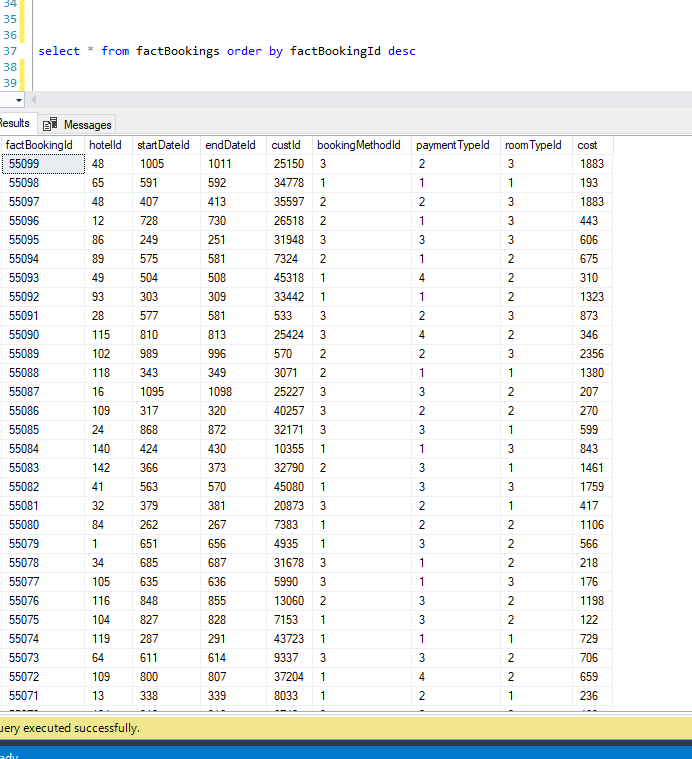 34
35
36
37 select * from factBookings order by factBookingId desc
38
39
Results Messages
factBookingId hotelId startDateId endDateId custId bookingMethodId paymentTypeId roomTypeId cost
55099 48 1005 1011 25150 3 2 3 1883
55098 65 591 592 34778 1 1 1 193
55097 48 407 413 35597 2 2 3 1883
55096 12 728 730 26518 2 1 3 443
55095 86 249 251 31948 3 3 3 606
55094 89 575 581 7324 2 1 2 675
55093 49 504 508 45318 1 4 2 310
55092 93 303 309 33442 1 1 2 1323
55091 28 577 581 533 3 2 3 873
55090 115 810 813 25424 3 4 2 346
55089 102 989 996 570 2 2 3 2356
55088 118 343 349 3071 2 1 1 1380
55087 16 1095 1098 25227 3 3 2 207
55086 109 317 320 40257 3 2 2 270
55085 24 868 872 32171 3 3 1 599
55084 140 424 430 10355 1 1 3 843
55083 142 366 373 32790 2 3 1 1461
55082 41 563 570 45080 1 3 3 1759
55081 32 379 381 20873 3 2 1 417
55080 84 262 267 7383 1 2 2 1106
55079 1 651 656 4935 1 3 2 566
55078 34 685 687 31678 3 1 2 218
55077 105 635 636 5990 3 1 3 176
55076 116 848 855 13060 2 3 2 1198
55075 104 827 828 7153 1 3 2 122
55074 119 287 291 43723 1 1 1 729
55073 64 611 614 9337 3 3 2 706
55072 109 800 807 37204 1 4 2 659
55071 13 338 339 8033 1 2 1 236
uery executed successfully.